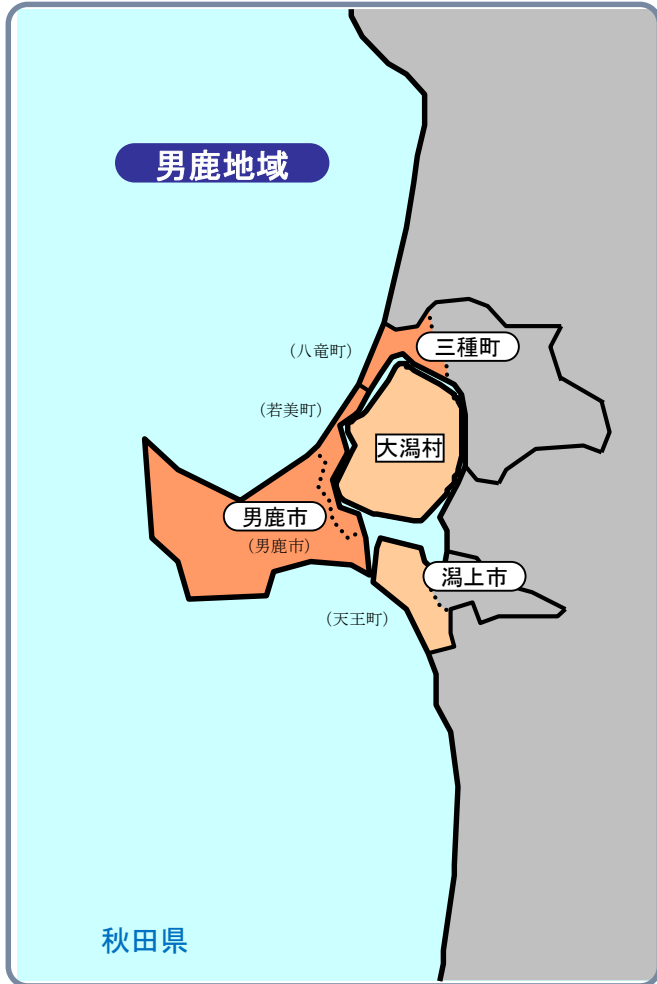 男鹿地域
（八竜町）
三種町
（若美町）
大潟村
男鹿市
（男鹿市）
潟上市
（天王町）
秋田県